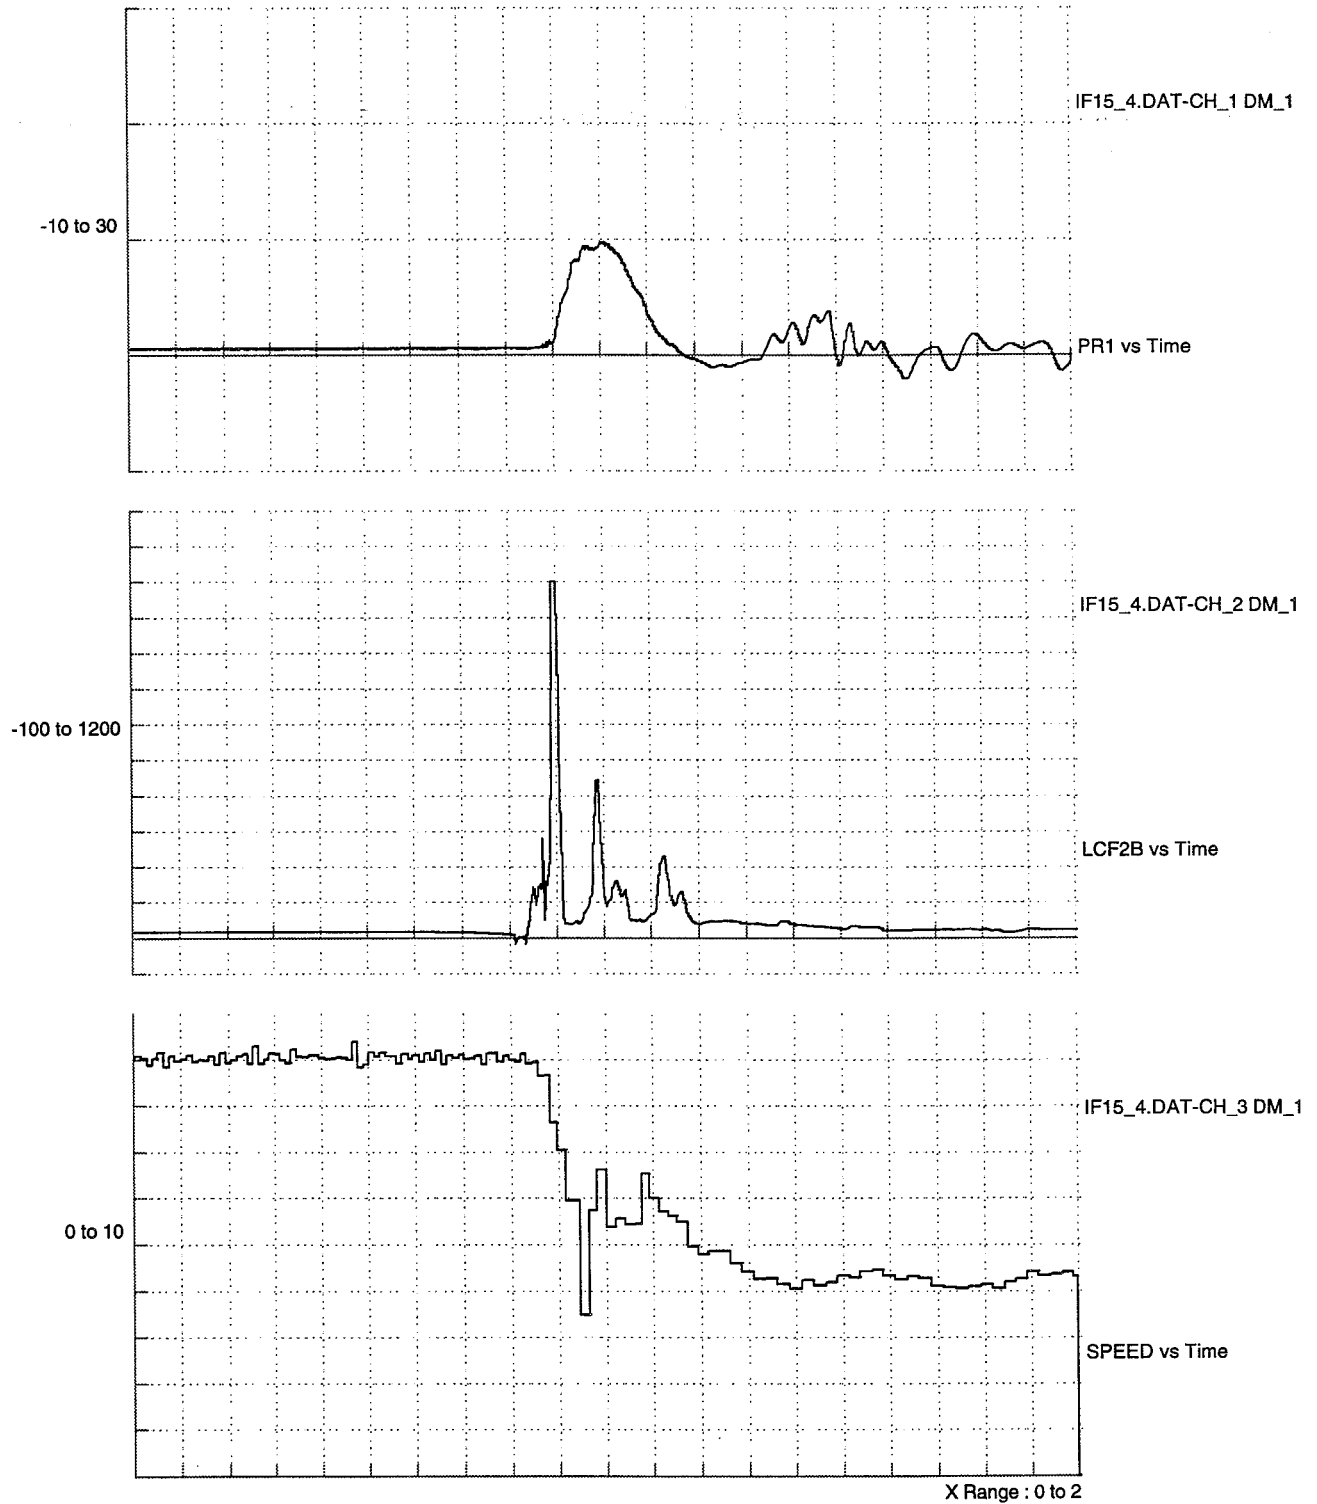 IF15_4.DAT-CH_1 DM_1
-10 to 30
PR1 vs Time
IF15_4.DAT-CH_2 DM_1
-100 to 1200
LCF2B vs Time
IF15_4.DAT-CH_3 DM_1
0 to 10
SPEED vs Time
X Range : 0 to 2